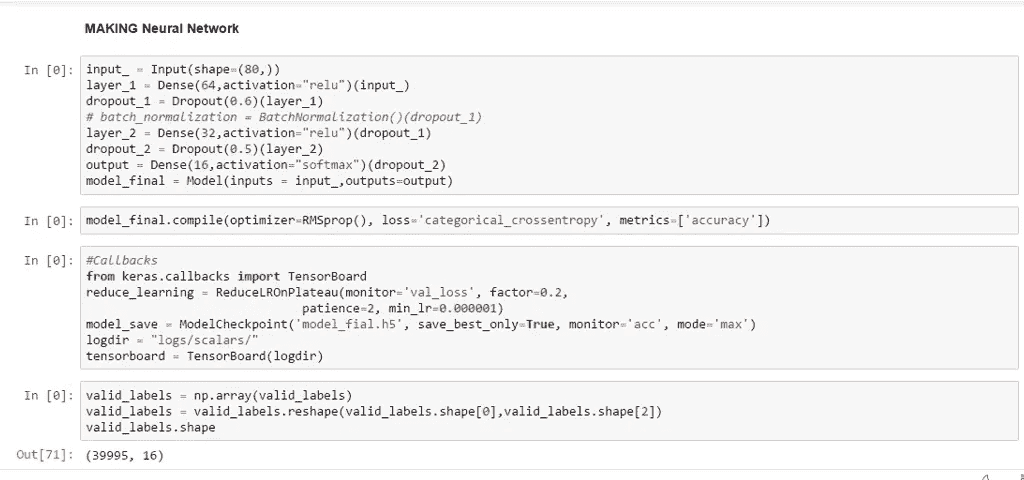 MAKING Neural Network
In [0]: input_ = Input(shape=(80,))
layer_1 = Dense(64,activation="relu")(input_)
dropout_1 = Dropout(0.6)(layer_1)
# batch_normalization = BatchNormalization()(dropout_1)
layer_2 = Dense(32,activation="relu")(dropout_1)
dropout_2 = Dropout(0.5)(layer_2)
output = Dense(16,activation="softmax")(dropout_2)
model_final = Model(inputs = input_,outputs=output)
In [0]: model_final.compile(optimizer=RMSprop(), loss='categorical_crossentropy', metrics=['accuracy'])
In [0]: #Callbacks
from keras.callbacks import TensorBoard
reduce_learning = ReduceLROnPlateau(monitor='val_loss', factor=0.2,
patience=2, min_lr=0.000001)
model_save = ModelCheckpoint('model_fial.h5', save_best_only=True, monitor='acc', mode='max')
logdir = "logs/scalars/"
tensorboard = TensorBoard(logdir)
In [0]: valid_labels = np.array(valid_labels)
valid_labels = valid_labels.reshape(valid_labels.shape[0],valid_labels.shape[2])
valid_labels.shape
Out[71]: (39995, 16)